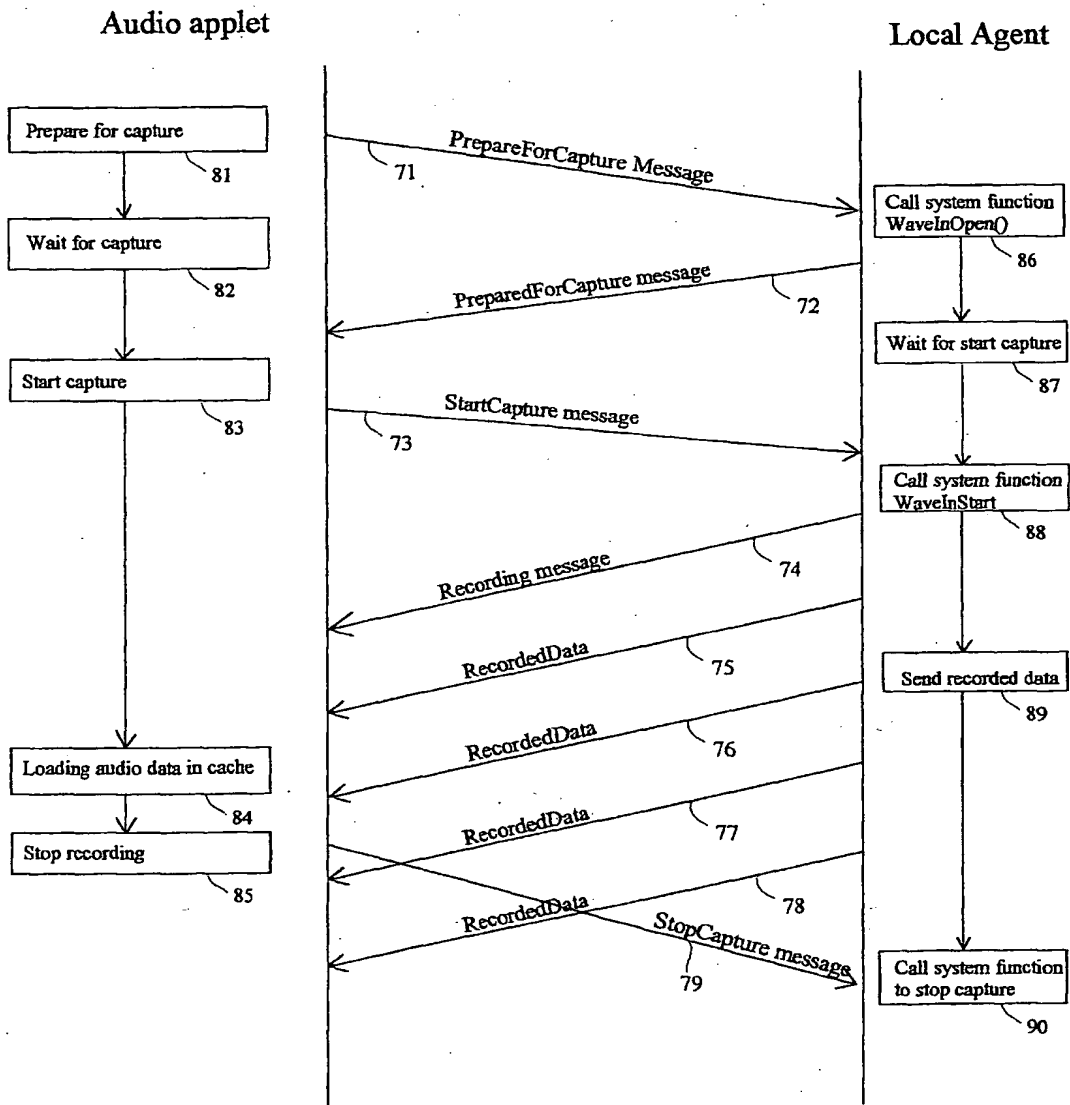 Audio applet
Local Agent
Prepare for capture
81
71
PrepareForCapture Message
Call system function
WaveInOpen()
86
Wait for capture
82
PreparedForCapture message
72
Wait for start capture
87
Start capture
83
StartCapture message
73
Call system function
WaveInStart
88
Recording message
74
RecordedData
75
Send recorded data
89
RecordedData
76
Loading audio data in cache
84
RecordedData
77
Stop recording
85
RecordedData
78
StopCapture message
79
Call system function
to stop capture
90